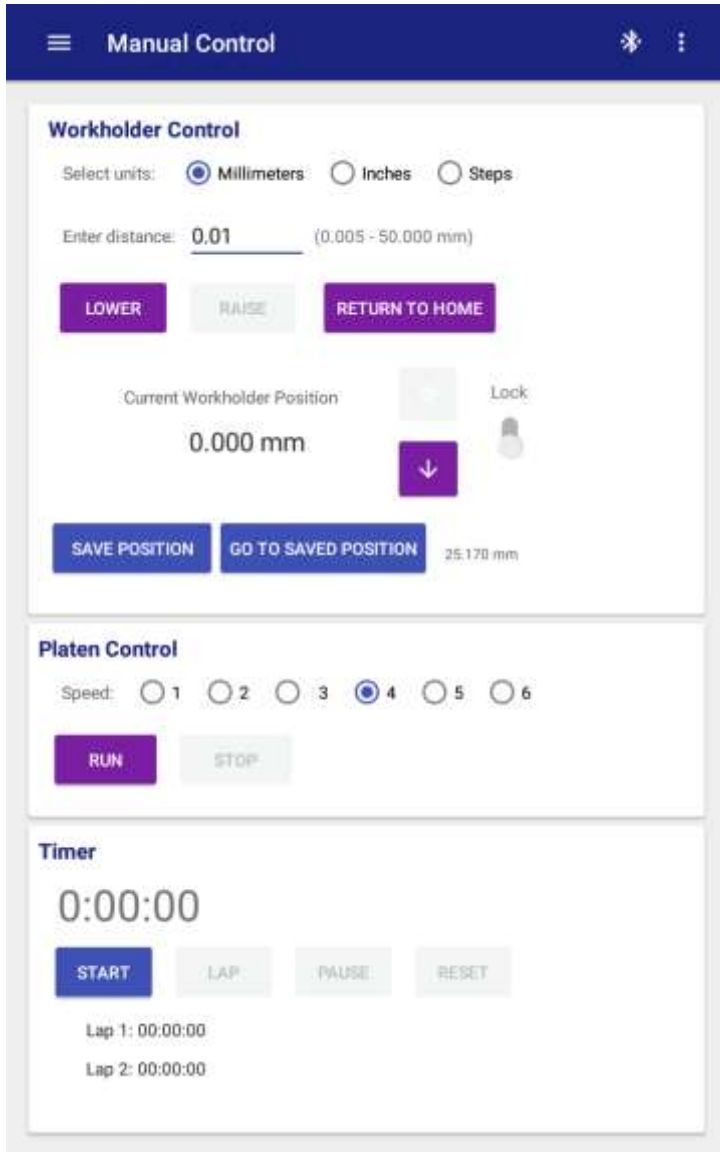 Manual Control
Workholder Control
Select units: Millimeters Inches Steps
Enter distance: 0.01 (0.005 - 50.000 mm)
LOWER RAISE RETURN TO HOME
Current Workholder Position Lock
0.000 mm
SAVE POSITION GO TO SAVED POSITION 25.170 mm
Platen Control
Speed: 1 2 3 4 5 6
RUN STOP
Timer
0:00:00
START LAP PAUSE RESET
Lap 1: 00:00:00
Lap 2: 00:00:00